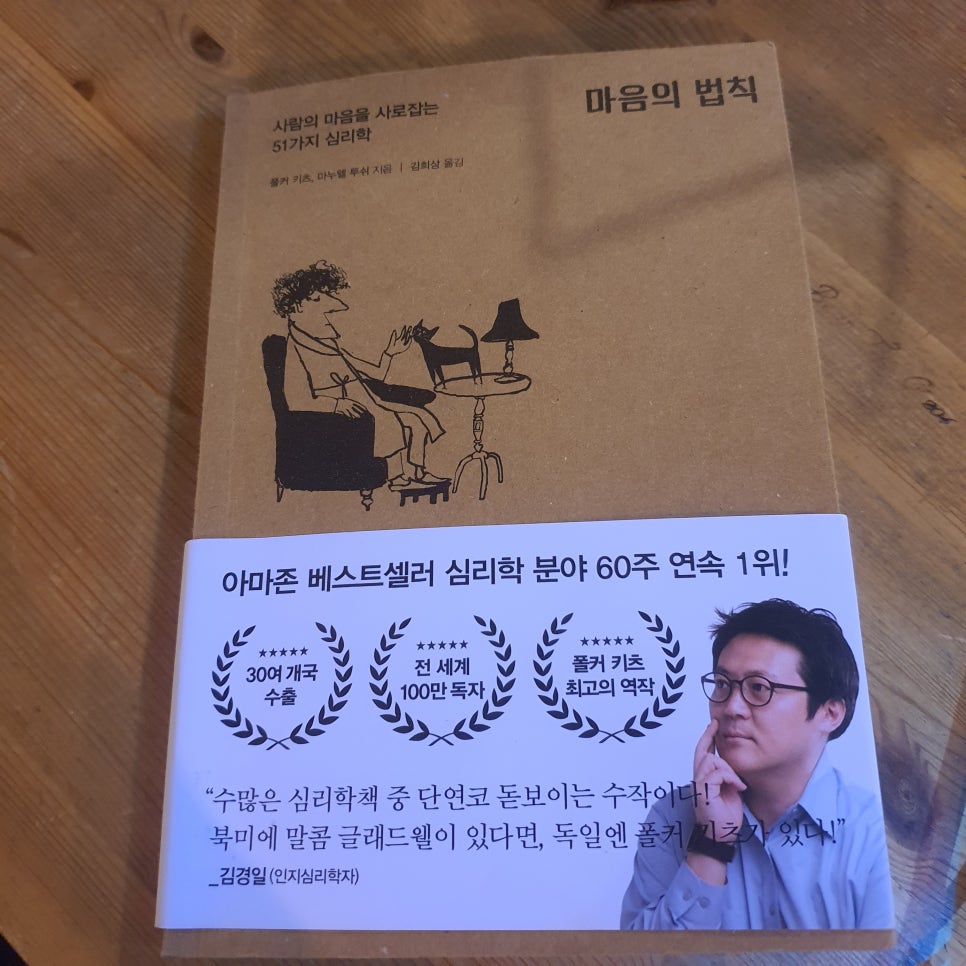 마음의 법칙
사람의 마음을 사로잡는
51가지 심리학
폴커 키츠, 마누엘 투쉬 지음 | 김희상 옮김
아마존 베스트셀러 심리학 분야 60주 연속 1위!
★★★★★
30여 개국
수출
★★★★★
전 세계
100만 독자
★★★★★
폴커 키츠
최고의 역작
“수많은 심리학책 중 단연코 돋보이는 수작이다!
북미에 말콤 글래드웰이 있다면, 독일엔 폴커 키츠가 있다!”
_김경일(인지심리학자)